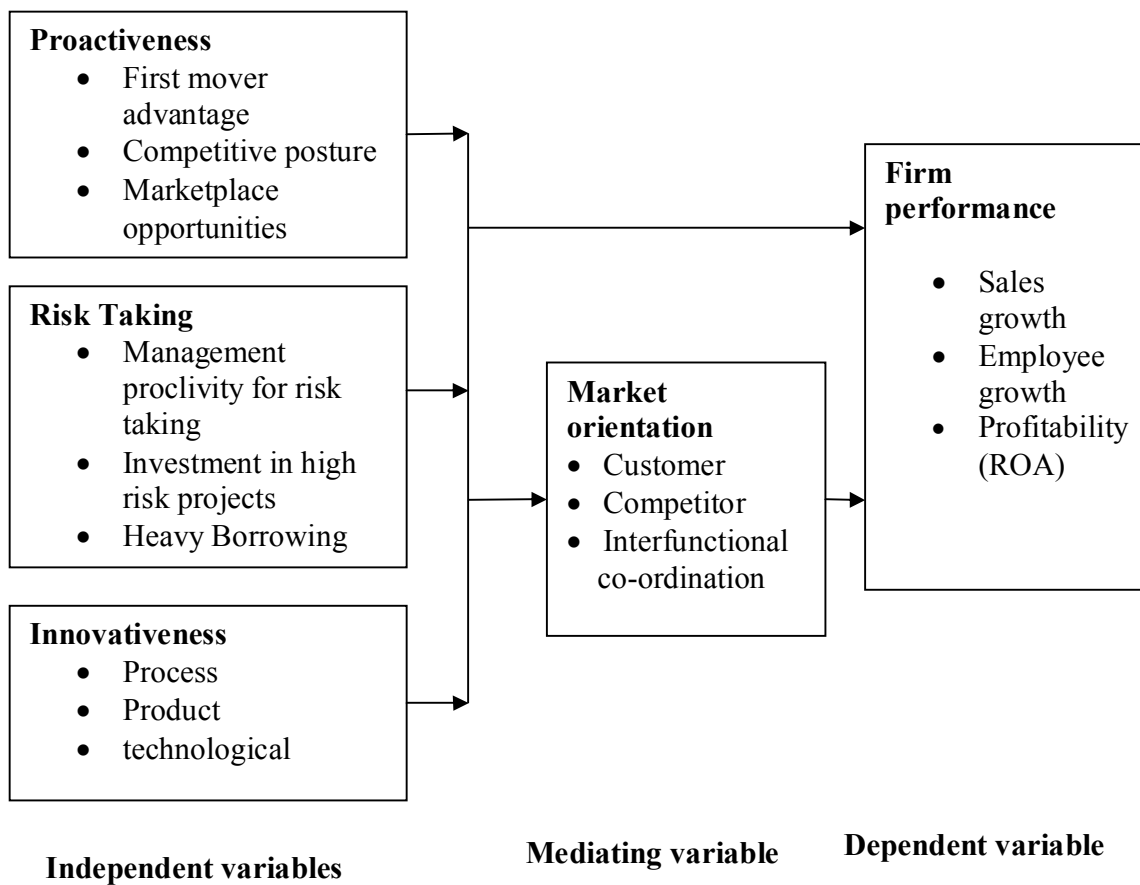 Proactiveness
• First mover
advantage
• Competitive posture
• Marketplace
opportunities
Risk Taking
• Management
proclivity for risk
taking
• Investment in high
risk projects
• Heavy Borrowing
Innovativeness
• Process
• Product
• technological
Market
orientation
• Customer
• Competitor
• Interfunctional
co-ordination
Firm
performance
• Sales
growth
• Employee
growth
• Profitability
(ROA)
Independent variables
Mediating variable
Dependent variable